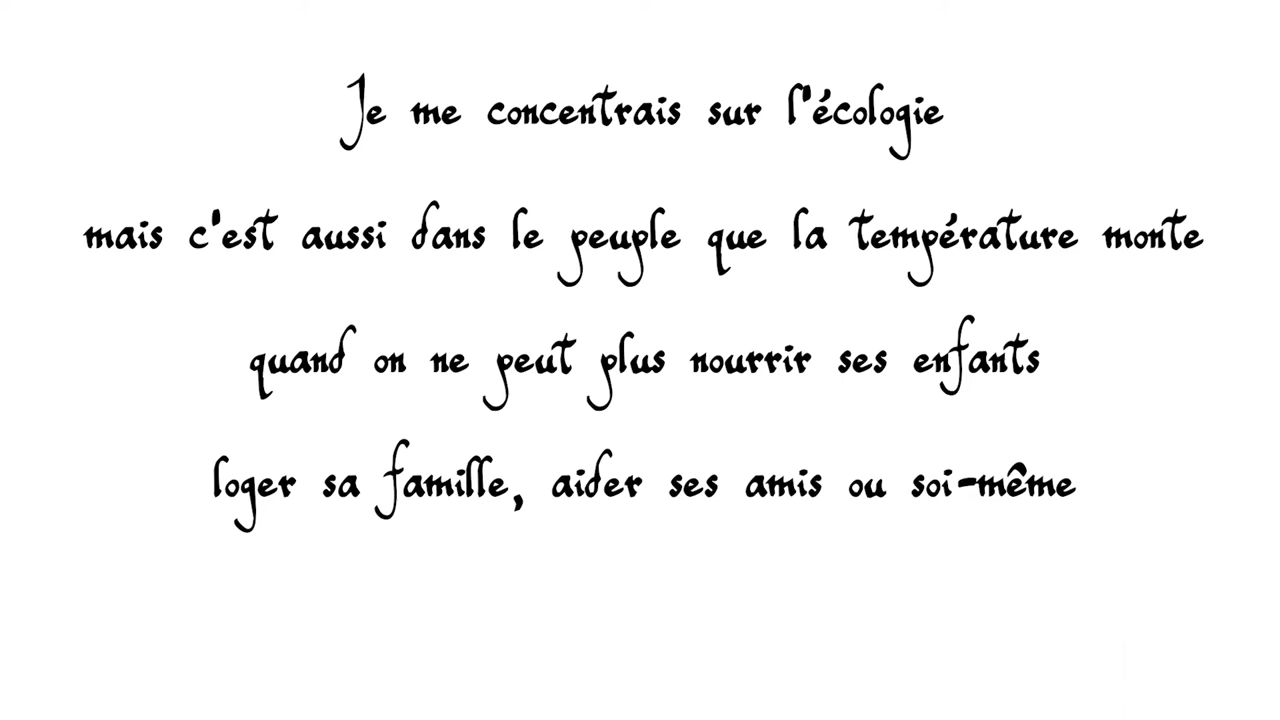 Je me concentrais sur l'écologie
mais c'est aussi dans le peuple que la température monte
quand on ne peut plus nourrir ses enfants
loger sa famille, aider ses amis ou soi-même